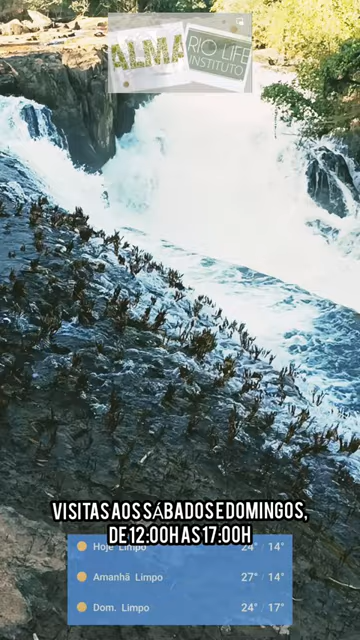 ALMA
RIO LIFE
INSTITUTO
VISITAS AOS SÁBADOS E DOMINGOS,
DE 12:00H AS 17:00H
Hoje Limpo 24° / 14°
Amanhã Limpo 27° / 14°
Dom. Limpo 24° / 17°